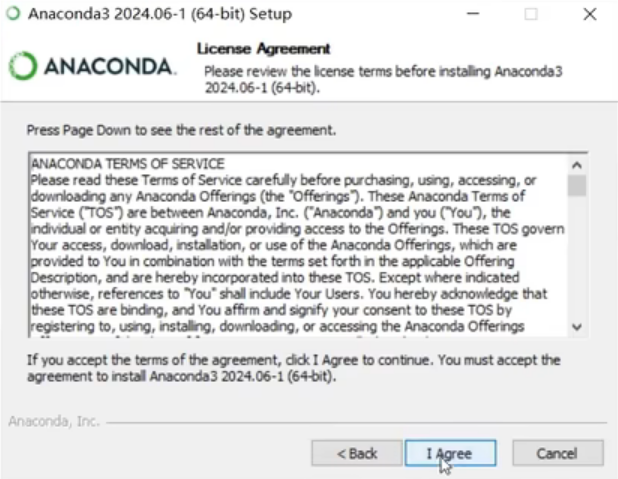 Anaconda3 2024.06-1 (64-bit) Setup
License Agreement
ANACONDA.
Please review the license terms before installing Anaconda3
2024.06-1 (64-bit).
Press Page Down to see the rest of the agreement.
ANACONDA TERMS OF SERVICE
Please read these Terms of Service carefully before purchasing, using, accessing, or
downloading any Anaconda Offerings (the "Offerings"). These Anaconda Terms of
Service ("TOS") are between Anaconda, Inc. ("Anaconda") and you ("You"), the
individual or entity acquiring and/or providing access to the Offerings. These TOS govern
Your access, download, installation, or use of the Anaconda Offerings, which are
provided to You in combination with the terms set forth in the applicable Offering
Description, and are hereby incorporated into these TOS. Except where indicated
otherwise, references to "You" shall include Your Users. You hereby acknowledge that
these TOS are binding, and You affirm and signify your consent to these TOS by
registering to, using, installing, downloading, or accessing the Anaconda Offerings
If you accept the terms of the agreement, click I Agree to continue. You must accept the
agreement to install Anaconda3 2024.06-1 (64-bit).
Anaconda, Inc.
< Back
I Agree
Cancel